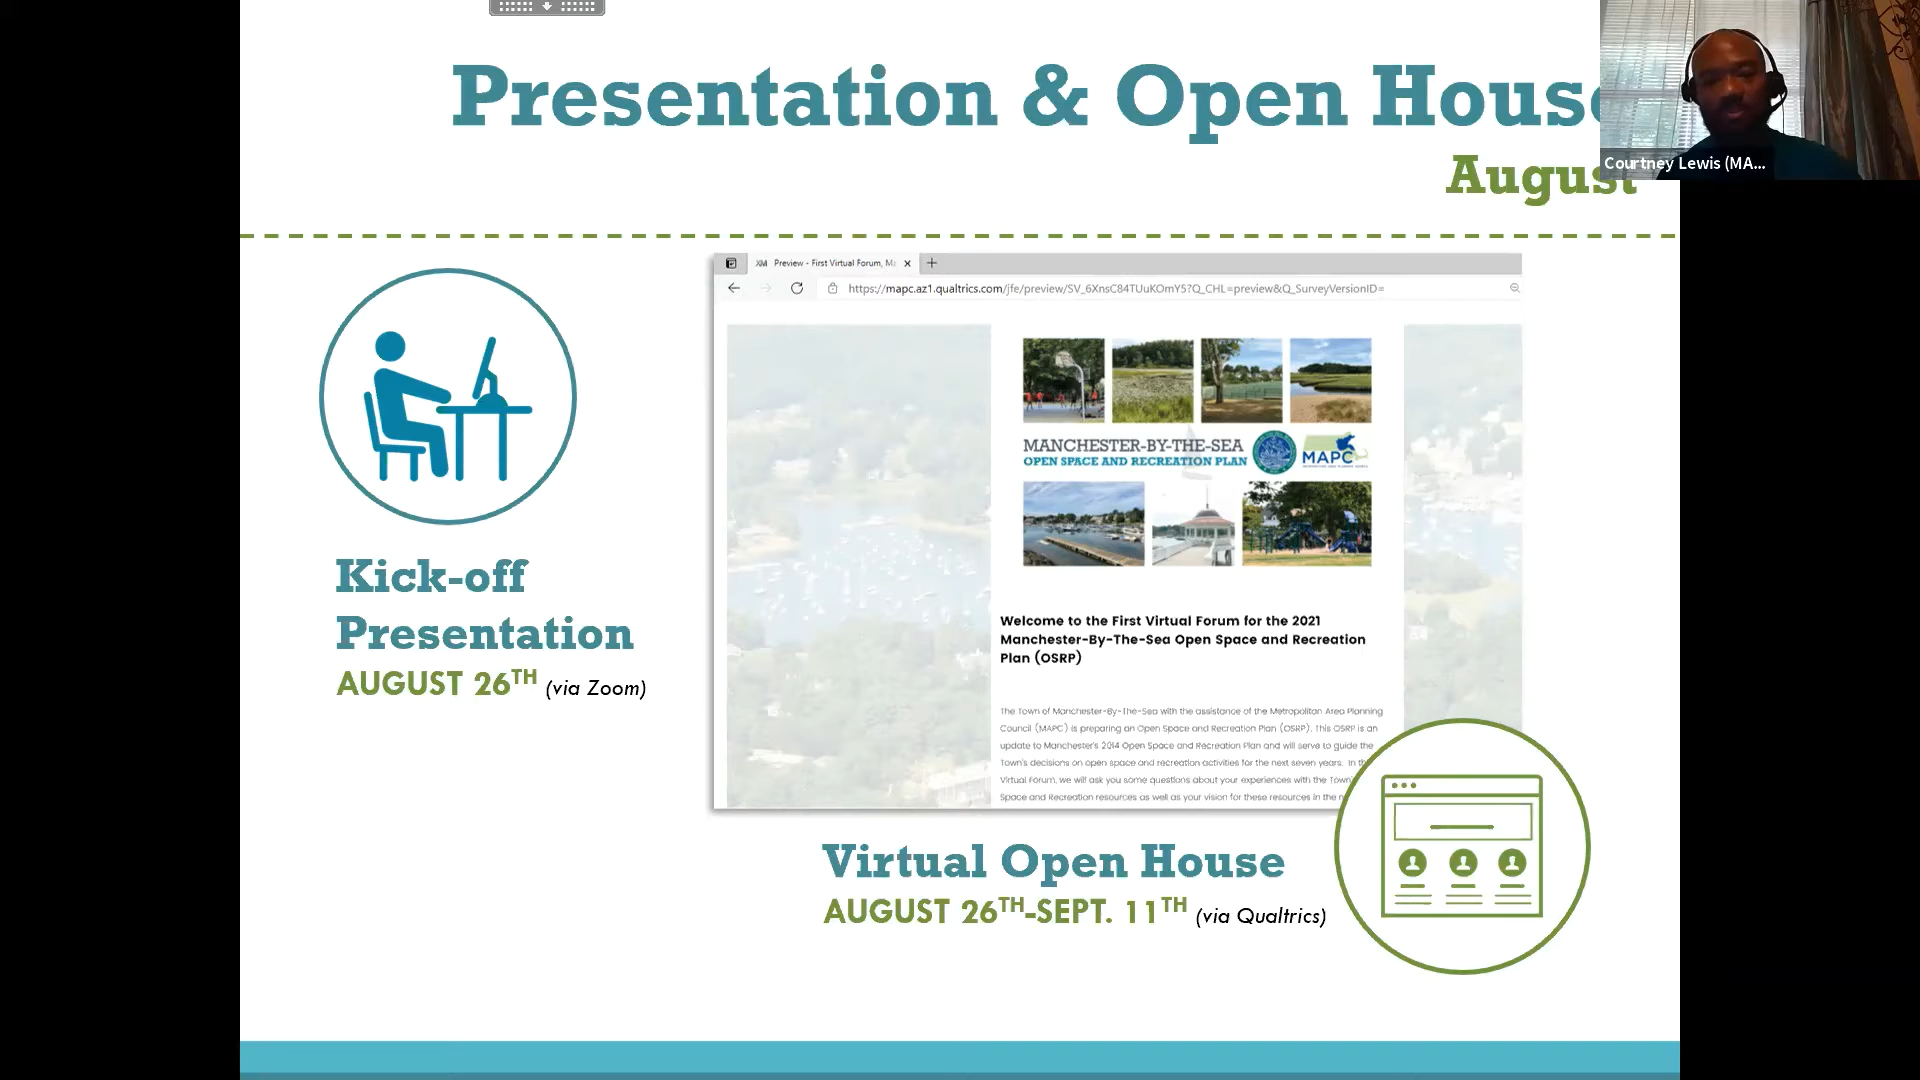 Presentation & Open Hous
August
Courtney Lewis (MA...
Preview - First Virtual Forum, Ma
https://mapc.az1.qualtrics.com/jfe/preview/SV_6XnsC84TUuKOmY5?Q_CHL=preview&Q_SurveyVersionID=
MANCHESTER-BY-THE-SEA
OPEN SPACE AND RECREATION PLAN
MAPC
Kick-off
Presentation
AUGUST 26TH (via Zoom)
Welcome to the First Virtual Forum for the 2021
Manchester-By-The-Sea Open Space and Recreation
Plan (OSRP)
The Town of Manchester-By-The-Sea with the assistance of the Metropolitan Area Planning
Council (MAPC) is preparing an Open Space and Recreation Plan (OSRP). This OSRP is an
update to Manchester's 2014 Open Space and Recreation Plan and will serve to guide the
Town's decisions on open space and recreation activities for the next seven years. In th
Virtual Forum, we will ask you some questions about your experiences with the Town'
Space and Recreation resources as well as your vision for these resources in the n
Virtual Open House
AUGUST 26TH-SEPT. 11TH (via Qualtrics)